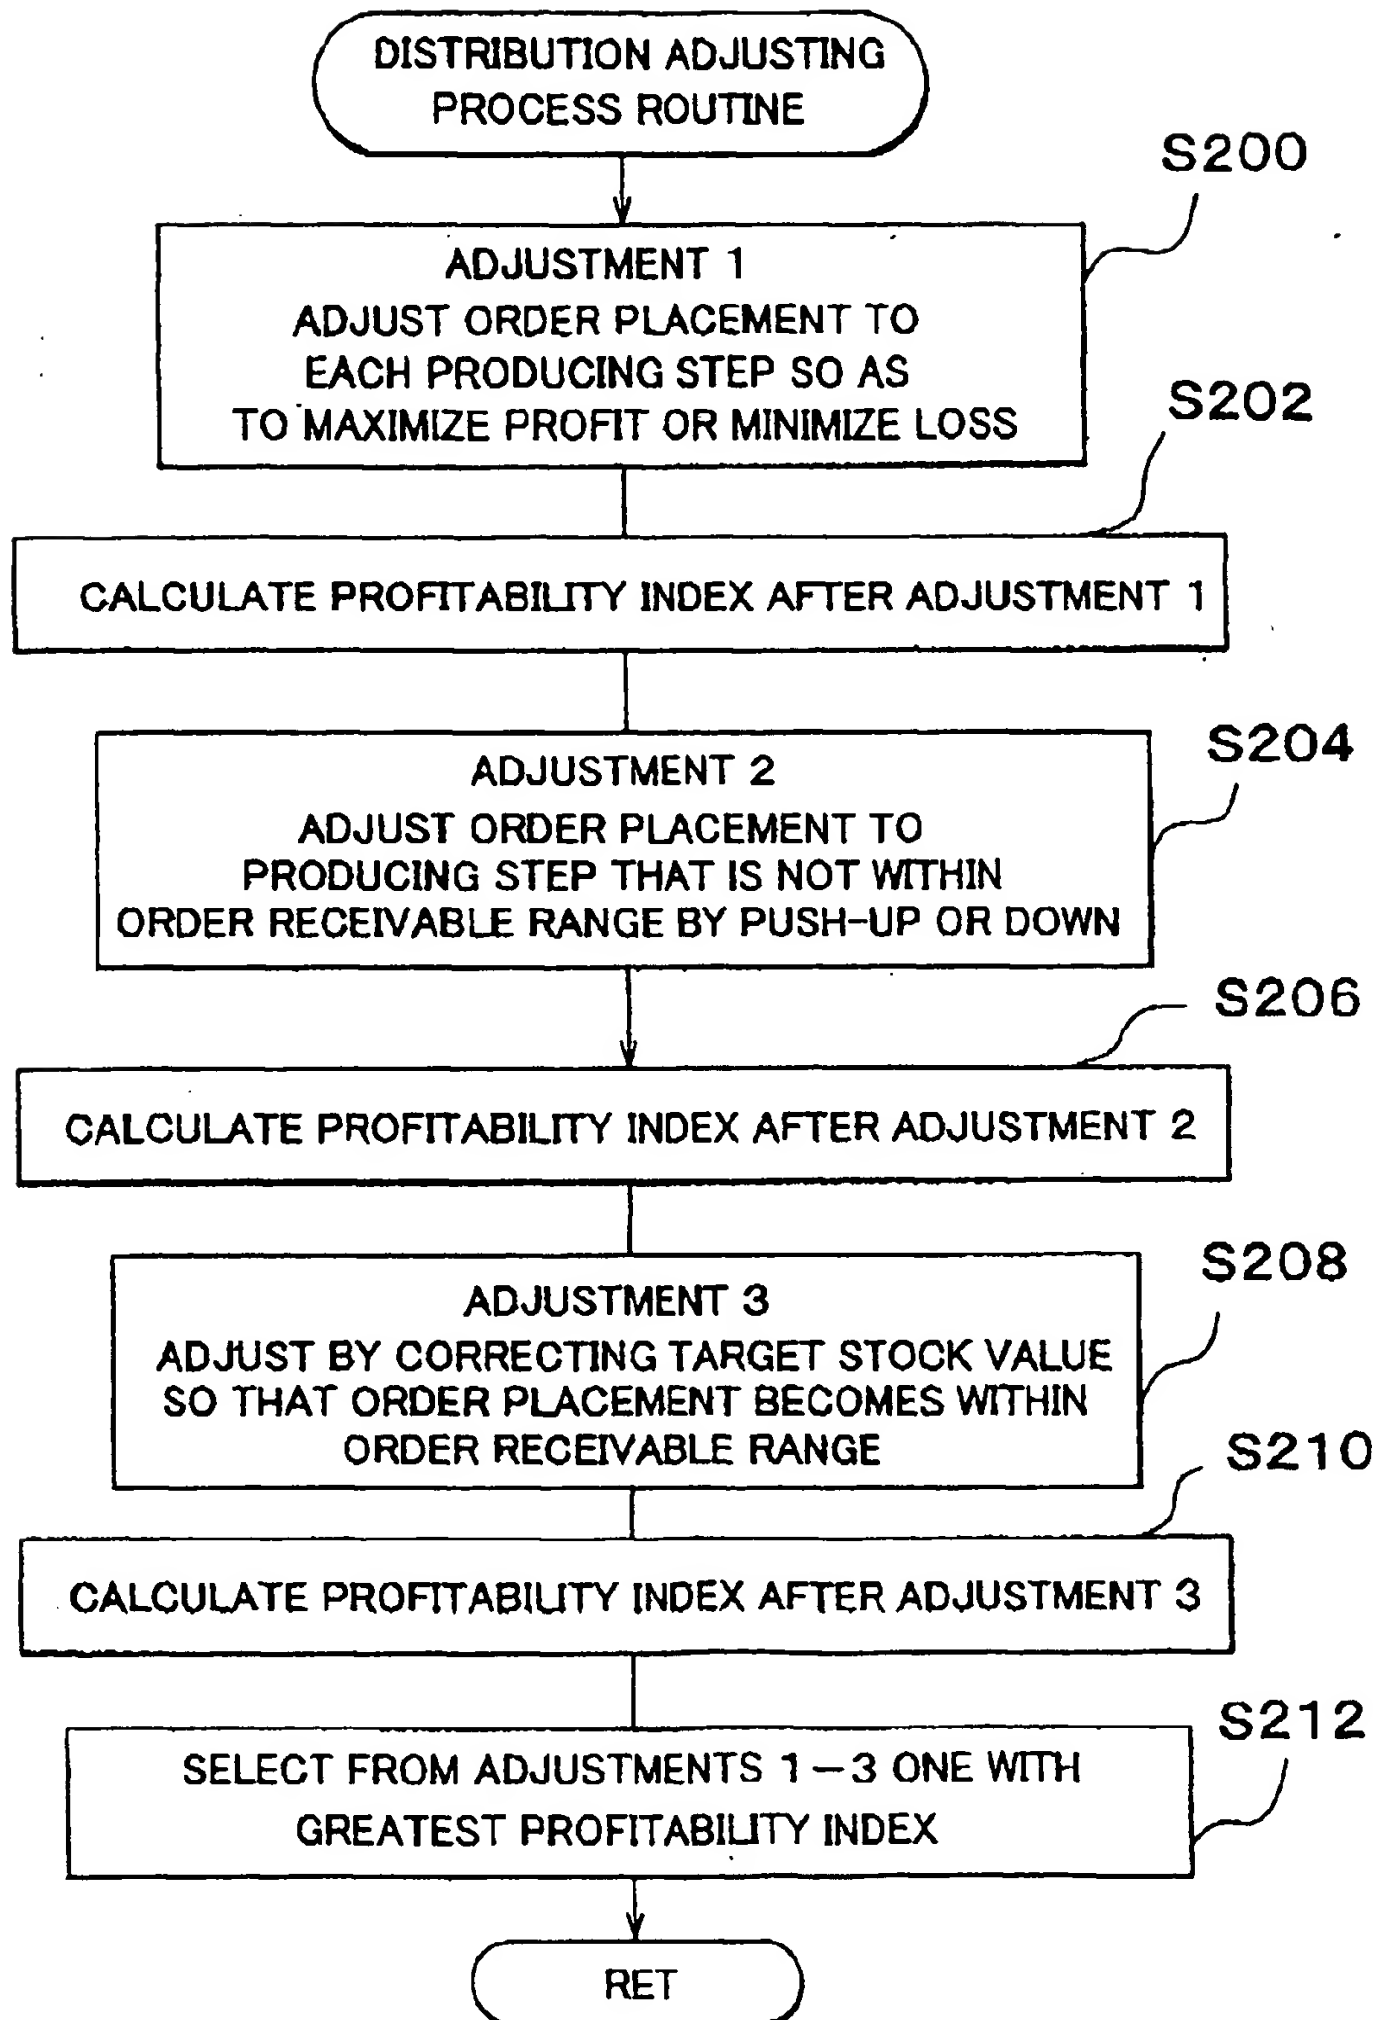 DISTRIBUTION ADJUSTING
PROCESS ROUTINE
S200
ADJUSTMENT 1
ADJUST ORDER PLACEMENT TO
EACH PRODUCING STEP SO AS
TO MAXIMIZE PROFIT OR MINIMIZE LOSS
S202
CALCULATE PROFITABILITY INDEX AFTER ADJUSTMENT 1
S204
ADJUSTMENT 2
ADJUST ORDER PLACEMENT TO
PRODUCING STEP THAT IS NOT WITHIN
ORDER RECEIVABLE RANGE BY PUSH-UP OR DOWN
S206
CALCULATE PROFITABILITY INDEX AFTER ADJUSTMENT 2
S208
ADJUSTMENT 3
ADJUST BY CORRECTING TARGET STOCK VALUE
SO THAT ORDER PLACEMENT BECOMES WITHIN
ORDER RECEIVABLE RANGE
S210
CALCULATE PROFITABILITY INDEX AFTER ADJUSTMENT 3
S212
SELECT FROM ADJUSTMENTS 1-3 ONE WITH
GREATEST PROFITABILITY INDEX
RET